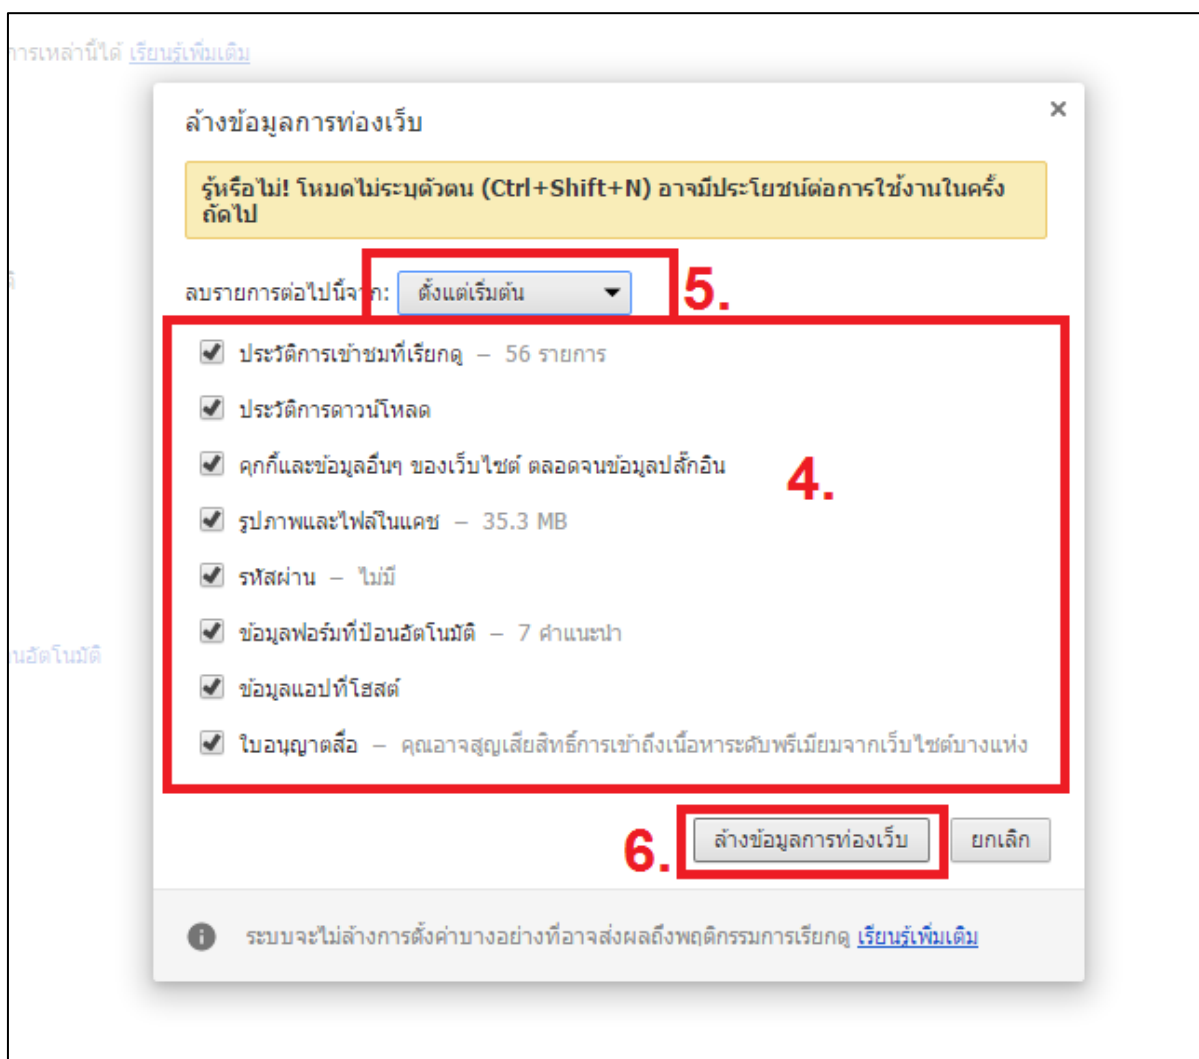 การเหล่านี้ได้ เรียนรู้เพิ่มเติม
ล้างข้อมูลการท่องเว็บ
รู้หรือไม่! โหมดไม่ระบุตัวตน (Ctrl+Shift+N) อาจมีประโยชน์ต่อการใช้งานในครั้ง
ถัดไป
ลบรายการต่อไปนี้จาก: ตั้งแต่เริ่มต้น 5.
ประวัติการเข้าชมที่เรียกดู – 56 รายการ
ประวัติการดาวน์โหลด
คุกกี้และข้อมูลอื่นๆ ของเว็บไซต์ ตลอดจนข้อมูลปลั๊กอิน
4.
รูปภาพและไฟล์ในแคช – 35.3 MB
รหัสผ่าน – ไม่มี
ข้อมูลฟอร์มที่ป้อนอัตโนมัติ – 7 คำแนะนำ
นอัตโนมัติ
ข้อมูลแอปที่โฮสต์
ใบอนุญาตสื่อ – คุณอาจสูญเสียสิทธิ์การเข้าถึงเนื้อหาระดับพรีเมียมจากเว็บไซต์บางแห่ง
6. ล้างข้อมูลการท่องเว็บ ยกเลิก
ระบบจะไม่ล้างการตั้งค่าบางอย่างที่อาจส่งผลถึงพฤติกรรมการเรียกดู เรียนรู้เพิ่มเติม